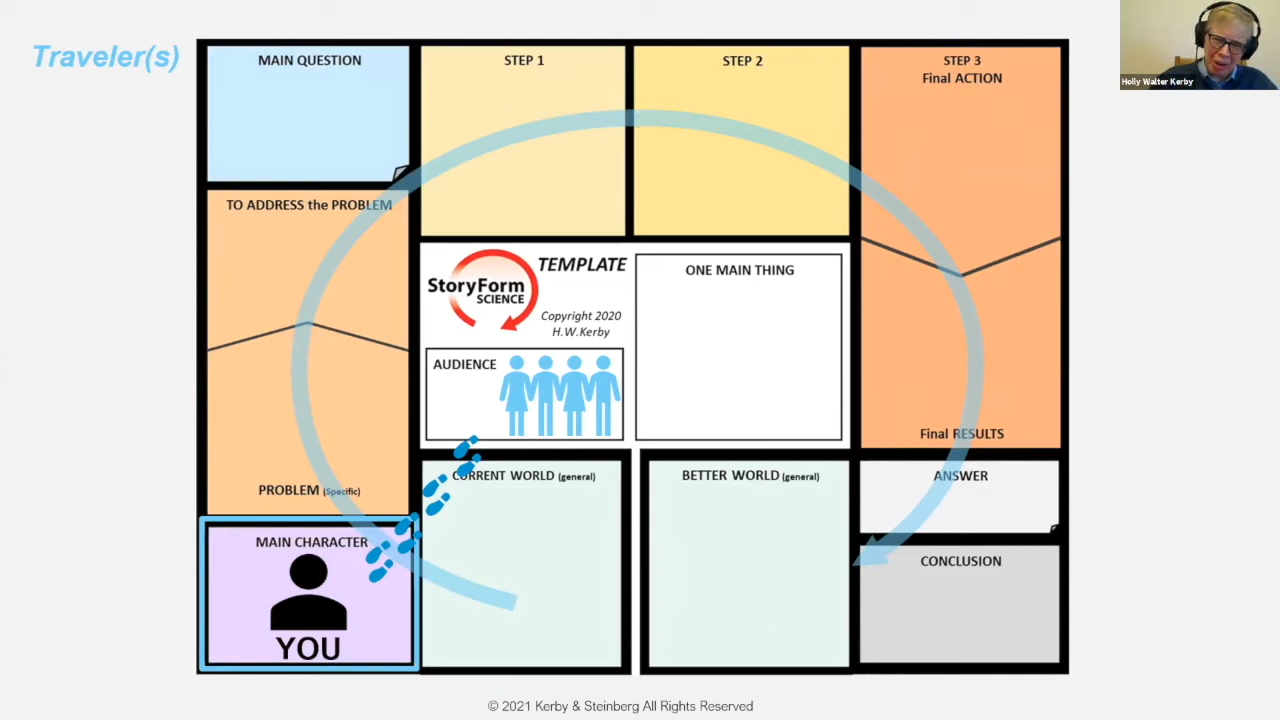 Traveler(s)
Holly Walter Kerby
MAIN QUESTION
STEP 1
STEP 2
STEP 3
Final ACTION
TO ADDRESS the PROBLEM
PROBLEM (Specific)
StoryForm
SCIENCE
TEMPLATE
Copyright 2020
H.W.Kerby
ONE MAIN THING
AUDIENCE
Final RESULTS
MAIN CHARACTER
YOU
CURRENT WORLD (general)
BETTER WORLD (general)
ANSWER
CONCLUSION
© 2021 Kerby & Steinberg All Rights Reserved